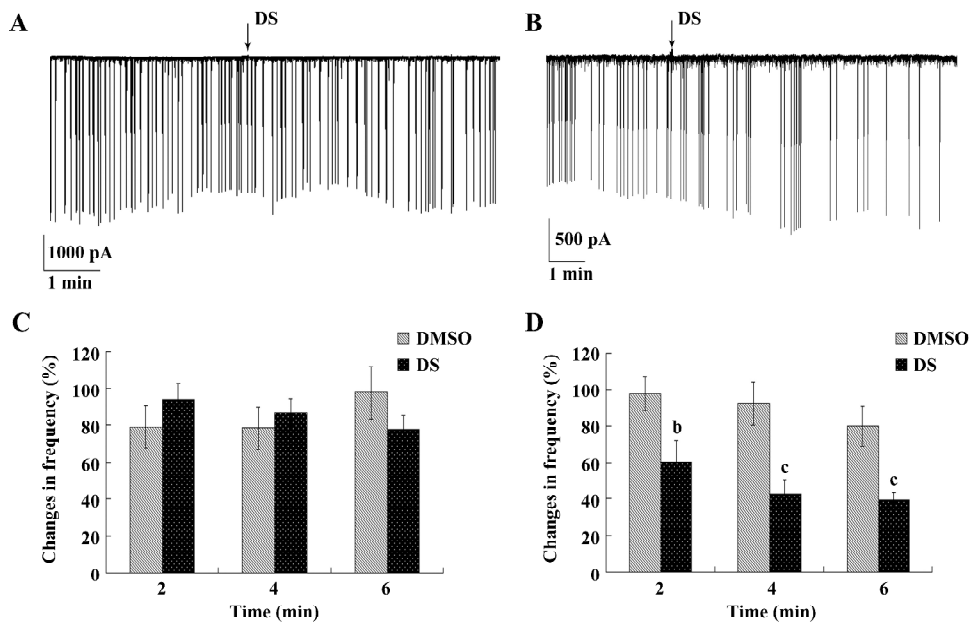 A
DS
1000 pA
1 min
B
DS
500 pA
1 min
C
DMSO
DS
Changes in frequency (%)
120
100
80
60
40
20
0
2 4 6
Time (min)
D
DMSO
DS
Changes in frequency (%)
120
100
80
60
40
20
0
b
c
c
2 4 6
Time (min)